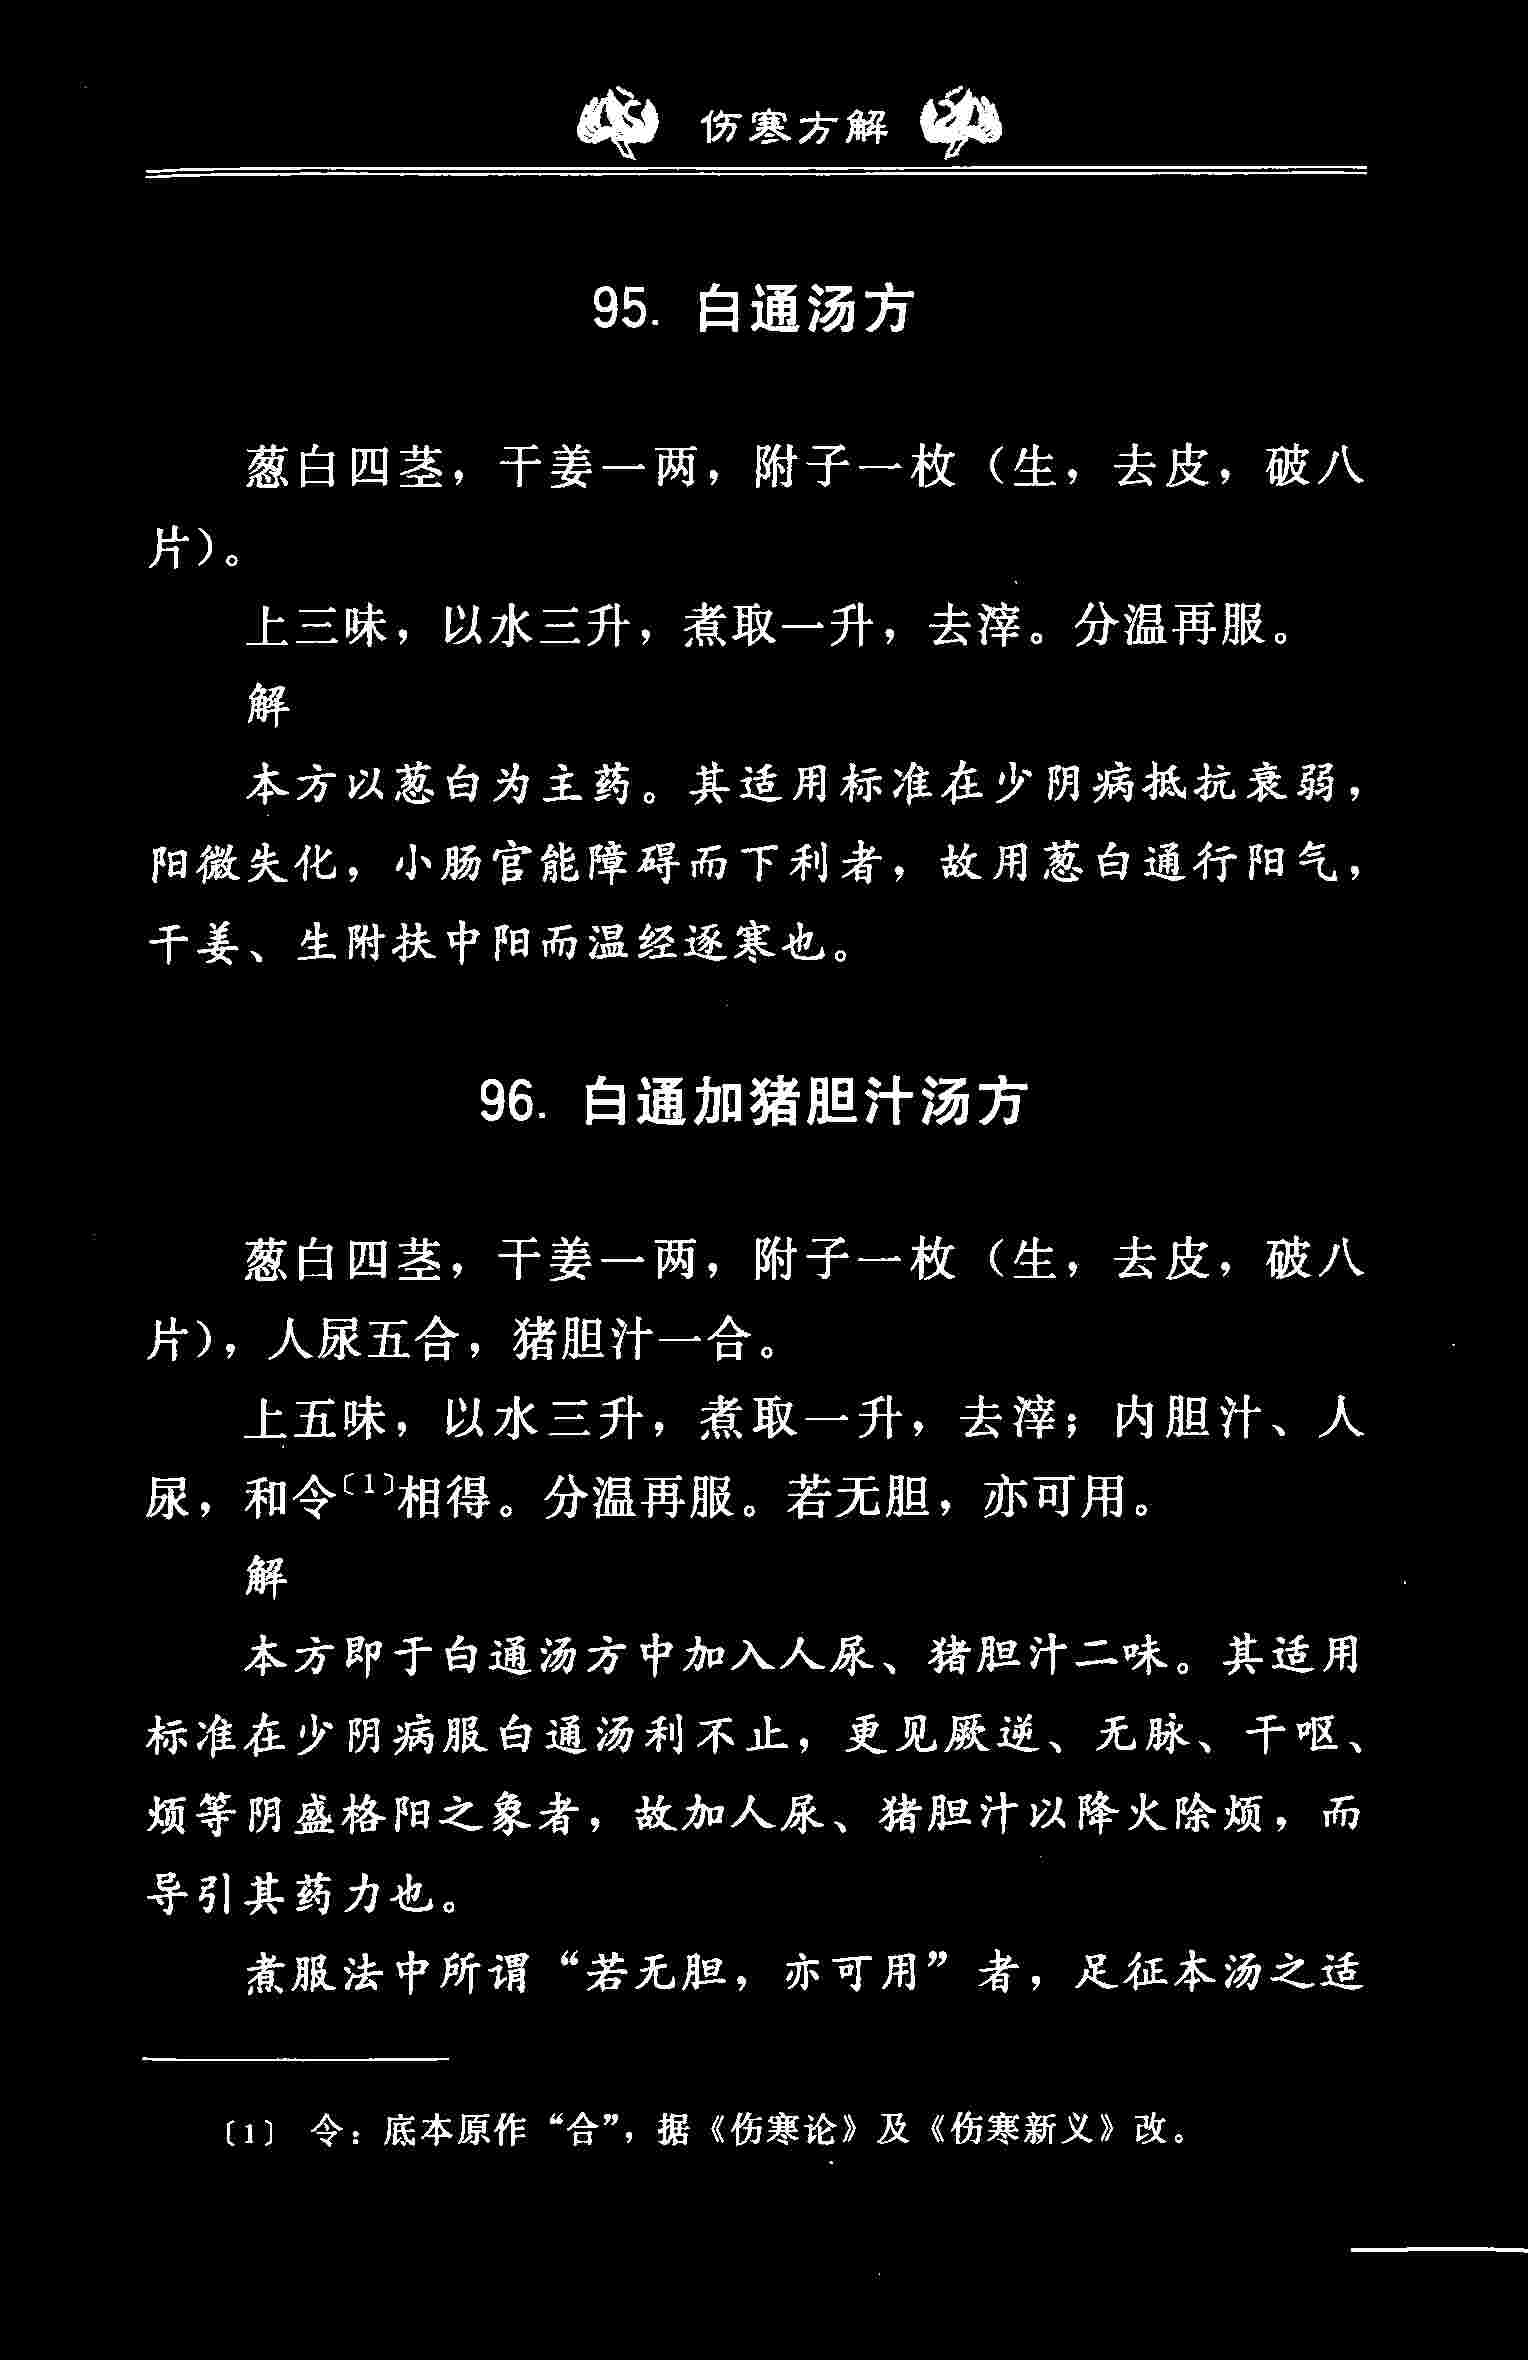 伤寒方解
95. 白通汤方
葱白四茎，干姜一两，附子一枚（生，去皮，破八
片）。
上三味，以水三升，煮取一升，去滓。分温再服。
解
本方以葱白为主药。其适用标准在少阴病抵抗衰弱，
阳微失化，小肠官能障碍而下利者，故用葱白通行阳气，
干姜、生附扶中阳而温经逐寒也。
96. 白通加猪胆汁汤方
葱白四茎，干姜一两，附子一枚（生，去皮，破八
片），人尿五合，猪胆汁一合。
上五味，以水三升，煮取一升，去滓；内胆汁、人
尿，和令〔1〕相得。分温再服。若无胆，亦可用。
解
本方即于白通汤方中加入人尿、猪胆汁二味。其适用
标准在少阴病服白通汤利不止，更见厥逆、无脉、干呕、
烦等阴盛格阳之象者，故加人尿、猪胆汁以降火除烦，而
导引其药力也。
煮服法中所谓“若无胆，亦可用”者，足征本汤之适
〔1〕 令：底本原作“合”，据《伤寒论》及《伤寒新义》改。